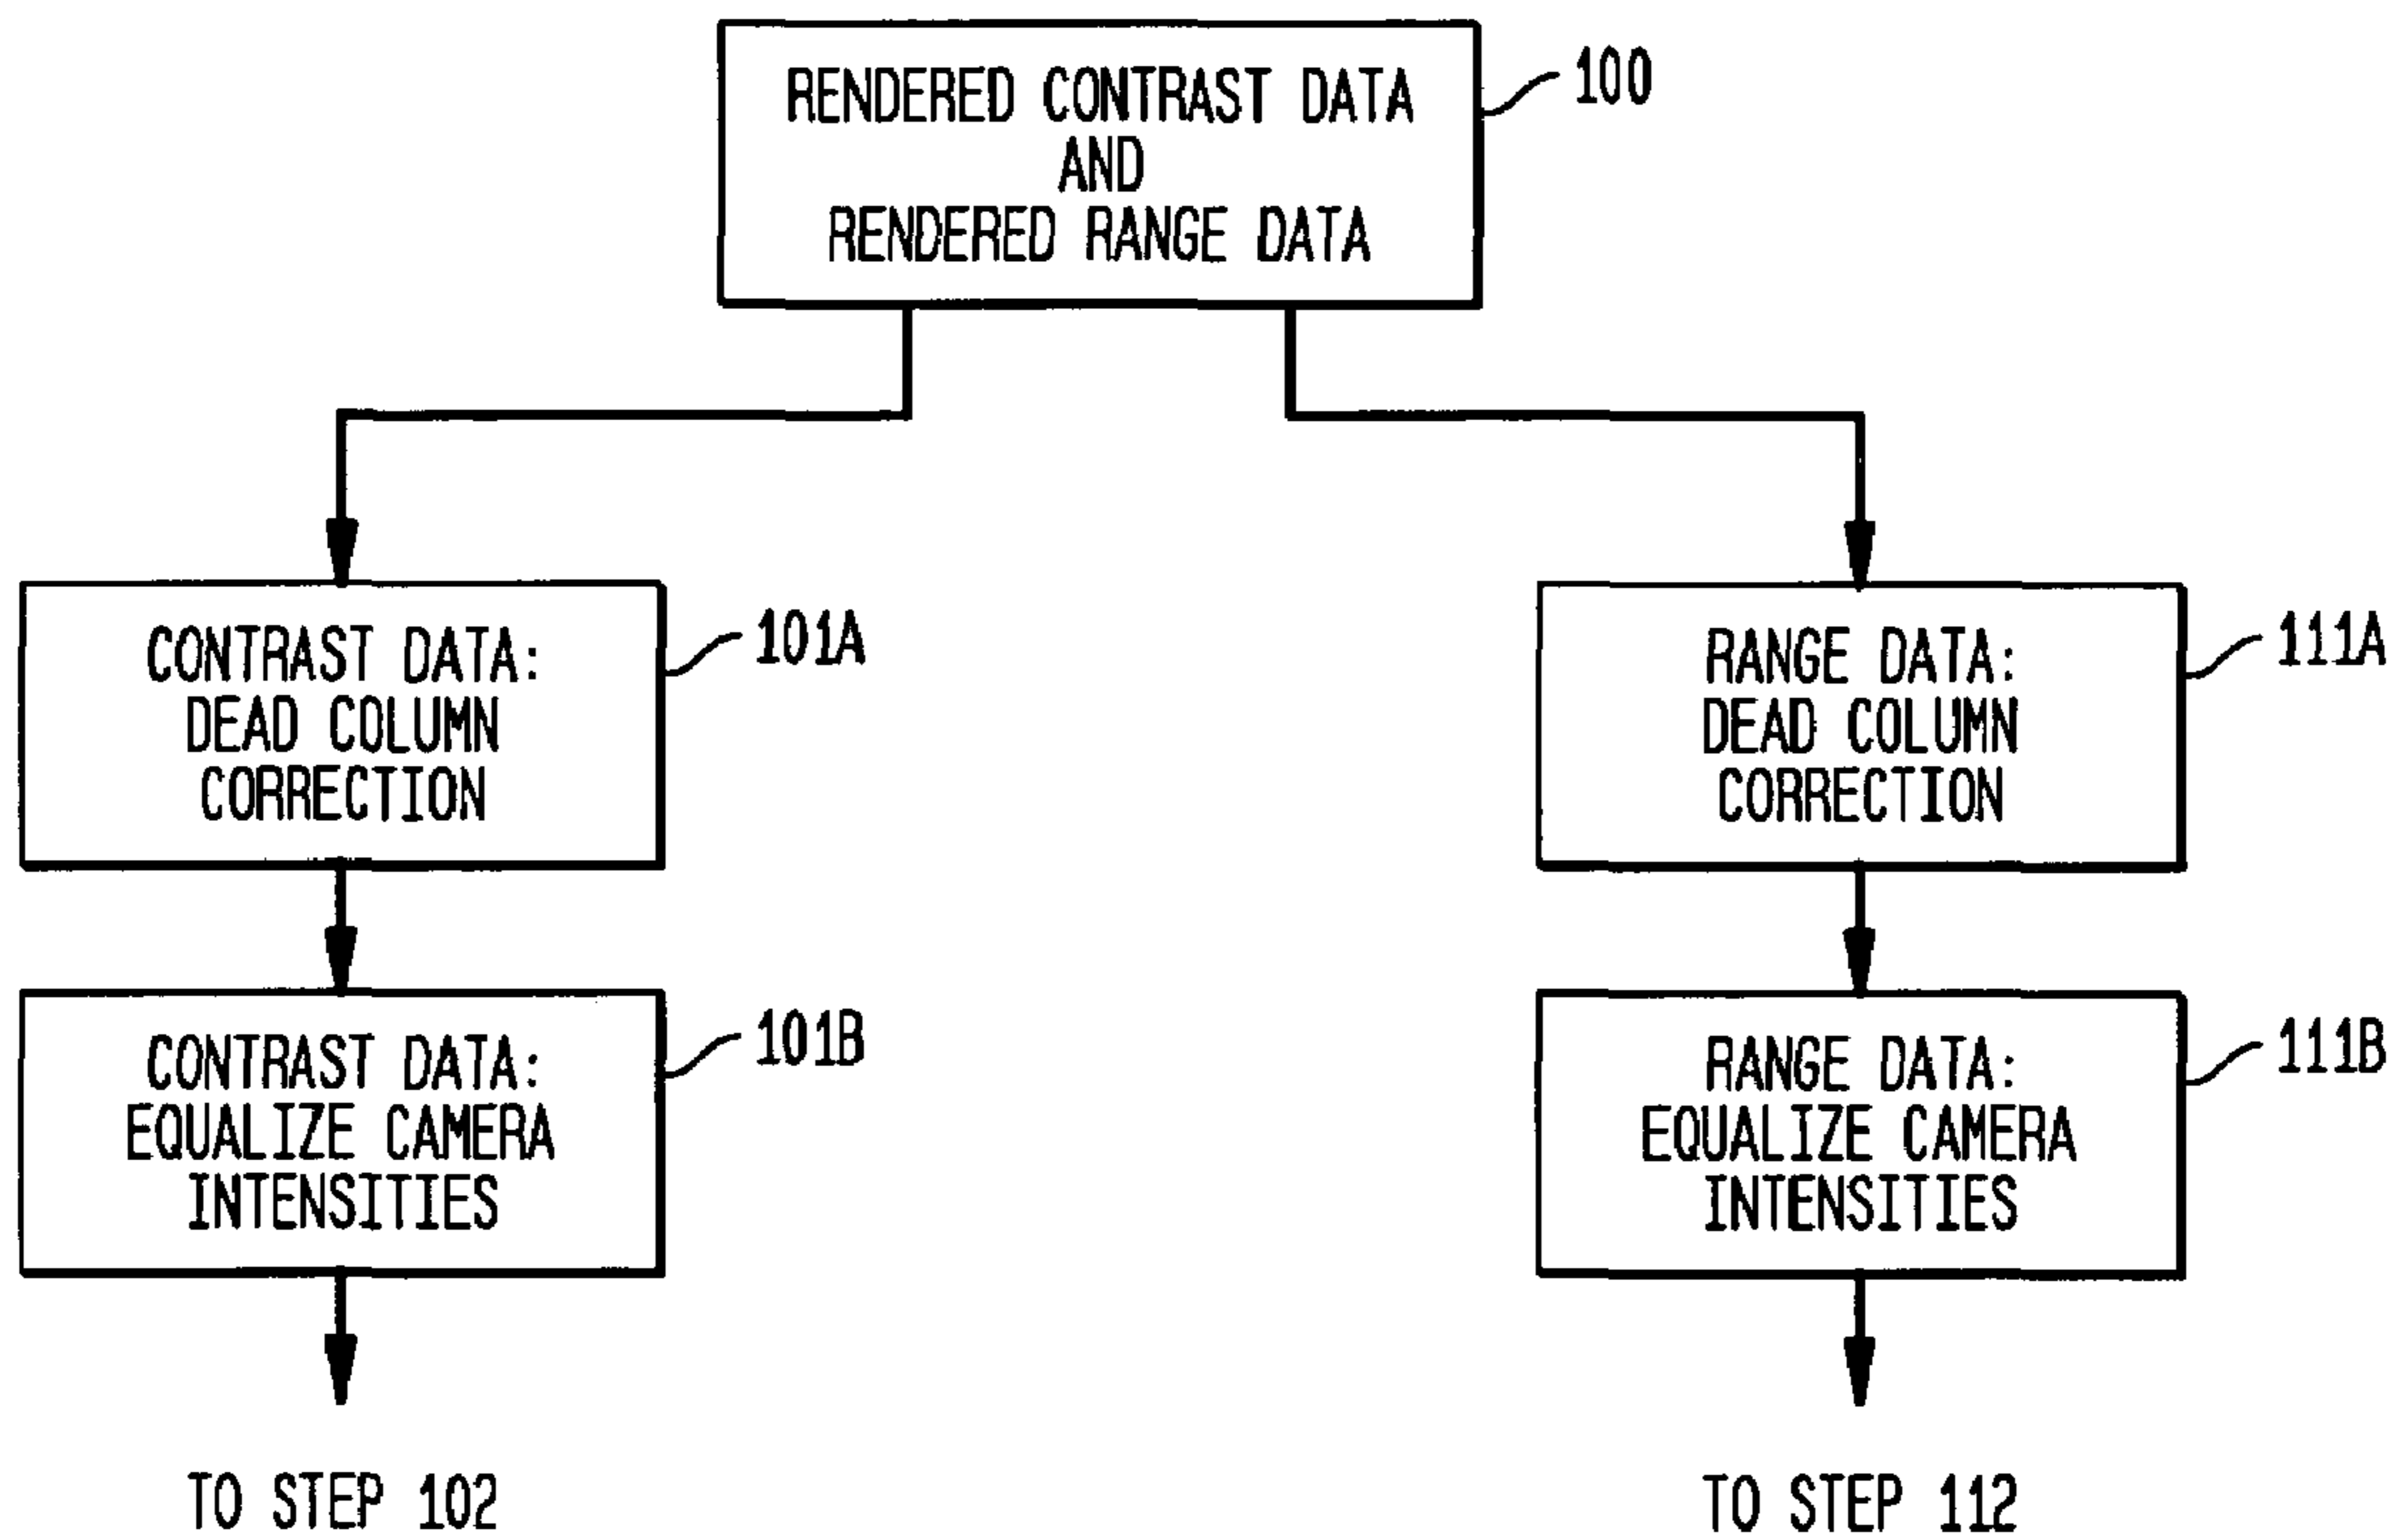 RENDERED CONTRAST DATA
AND
RENDERED RANGE DATA
100
CONTRAST DATA:
DEAD COLUMN
CORRECTION
101A
RANGE DATA:
DEAD COLUMN
CORRECTION
111A
CONTRAST DATA:
EQUALIZE CAMERA
INTENSITIES
101B
RANGE DATA:
EQUALIZE CAMERA
INTENSITIES
111B
TO STEP 102
TO STEP 112